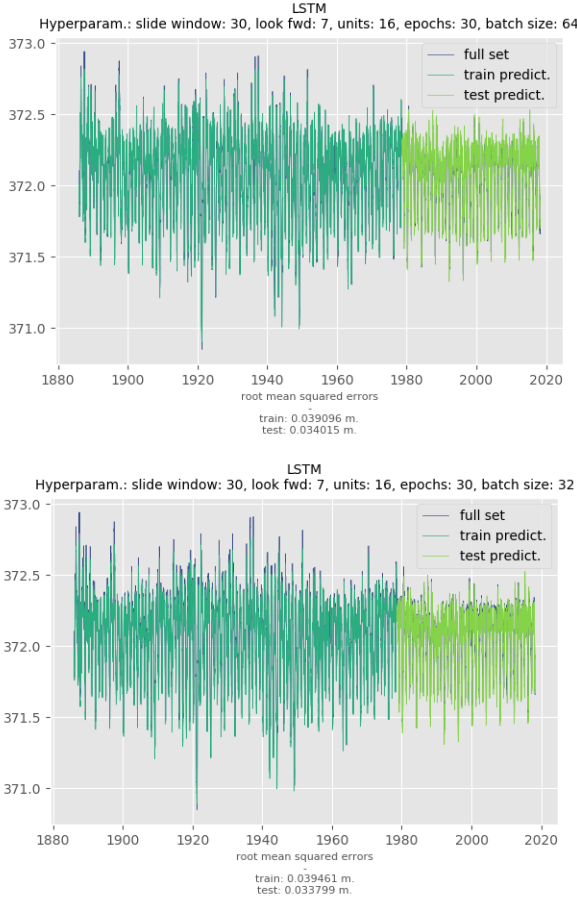 LSTM
Hyperparam.: slide window: 30, look fwd: 7, units: 16, epochs: 30, batch size: 64
373.0
372.5
372.0
371.5
371.0
full set
train predict.
test predict.
1880 1900 1920 1940 1960 1980 2000 2020
root mean squared errors
-
train: 0.039096 m.
test: 0.034015 m.
LSTM
Hyperparam.: slide window: 30, look fwd: 7, units: 16, epochs: 30, batch size: 32
373.0
372.5
372.0
371.5
371.0
full set
train predict.
test predict.
1880 1900 1920 1940 1960 1980 2000 2020
root mean squared errors
-
train: 0.039461 m.
test: 0.033799 m.